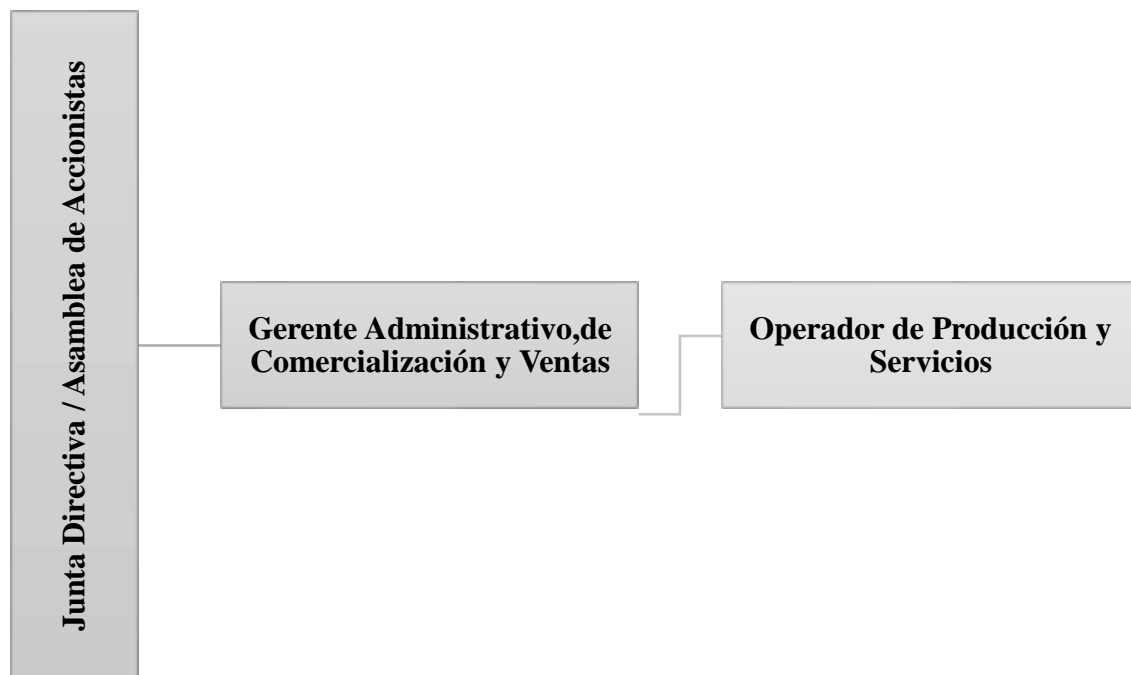 Junta Directiva / Asamblea de Accionistas
Gerente Administrativo,de
Comercialización y Ventas
Operador de Producción y
Servicios